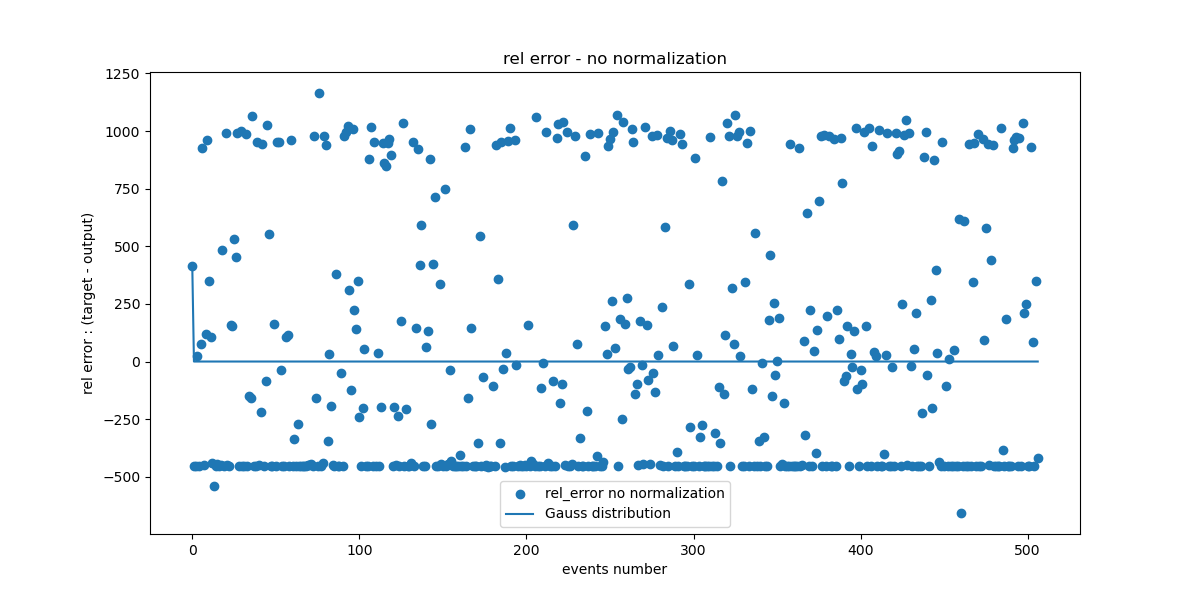 rel error - no normalization
1250
1000
750
500
250
0
−250
−500
rel error : (target - output)
0
100
200
300
400
500
events number
rel_error no normalization
Gauss distribution